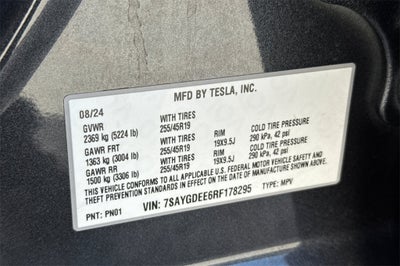 MFD BY TESLA, INC.
08/24
GVWR WITH TIRES RIM COLD TIRE PRESSURE
2369 kg (5224 lb) 255/45R19 19X9.5J 290 kPa, 42 psi
GAWR FRT WITH TIRES RIM COLD TIRE PRESSURE
1363 kg (3004 lb) 255/45R19 19X9.5J 290 kPa, 42 psi
GAWR RR WITH TIRES
1500 kg (3306 lb) 255/45R19
THIS VEHICLE CONFORMS TO ALL APPLICABLE U.S. FEDERAL MOTOR VEHICLE SAFETY AND
THEFT PREVENTION STANDARDS IN EFFECT ON THE DATE OF MANUFACTURE SHOWN ABOVE.
PNT: PN01 VIN: 7SAYGDEE6RF178295 TYPE: MPV